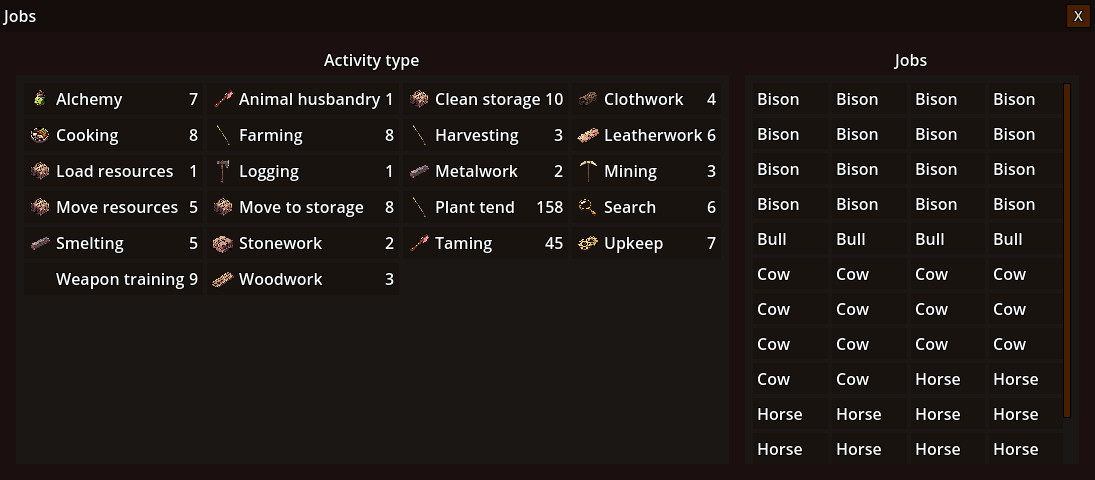 Jobs X
Activity type
Alchemy 7 Animal husbandry 1 Clean storage 10 Clothwork 4
Cooking 8 Farming 8 Harvesting 3 Leatherwork 6
Load resources 1 Logging 1 Metalwork 2 Mining 3
Move resources 5 Move to storage 8 Plant tend 158 Search 6
Smelting 5 Stonework 2 Taming 45 Upkeep 7
Weapon training 9 Woodwork 3
Jobs
Bison Bison Bison Bison
Bison Bison Bison Bison
Bison Bison Bison Bison
Bison Bison Bison Bison
Bull Bull Bull Bull
Cow Cow Cow Cow
Cow Cow Cow Cow
Cow Cow Cow Cow
Cow Cow Horse Horse
Horse Horse Horse Horse
Horse Horse Horse Horse